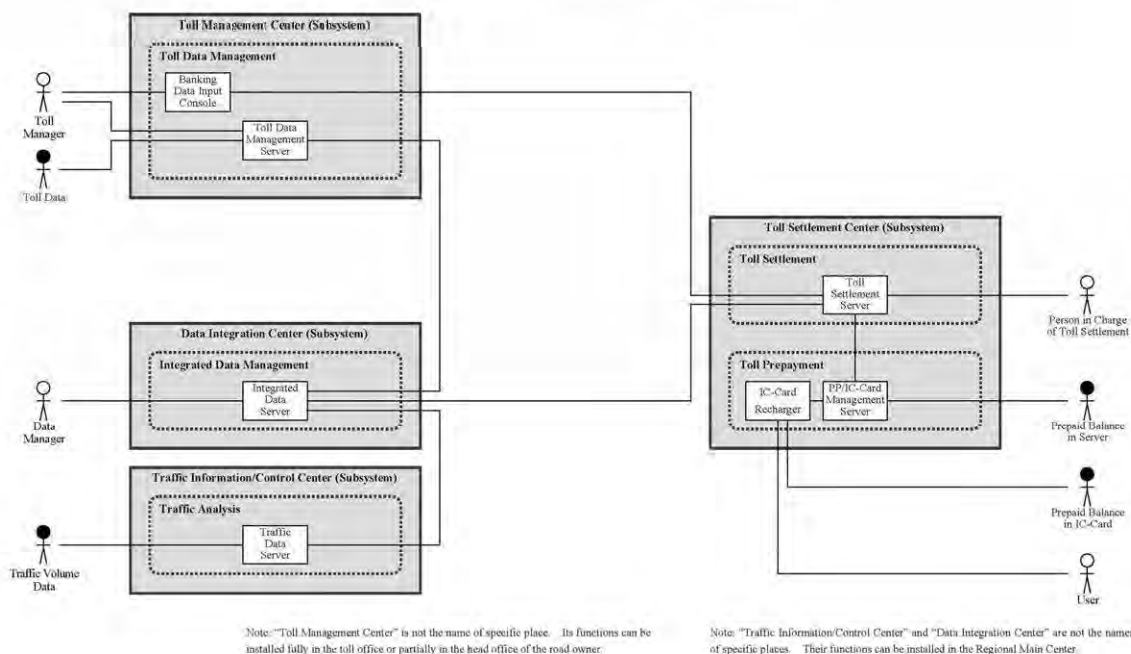 Toll Management Center (Subsystem)
Toll Data Management
Banking
Data Input
Console
Toll
Manager
Toll Data
Management
Server
Toll Data
Toll Settlement Center (Subsystem)
Toll Settlement
Toll
Settlement
Server
Person in Charge
of Toll Settlement
Data Integration Center (Subsystem)
Integrated Data Management
Integrated
Data
Server
Data
Manager
Toll Prepayment
IC-Card
Recharger
PP/IC-Card
Management
Server
Prepaid Balance
in Server
Traffic Information/Control Center (Subsystem)
Traffic Analysis
Traffic
Data
Server
Traffic Volume
Data
Prepaid Balance
in IC-Card
User
Note: "Toll Management Center" is not the name of specific place. Its functions can be
installed fully in the toll office or partially in the head office of the road owner.
Note: "Traffic Information/Control Center" and "Data Integration Center" are not the names
of specific places. Their functions can be installed in the Regional Main Center